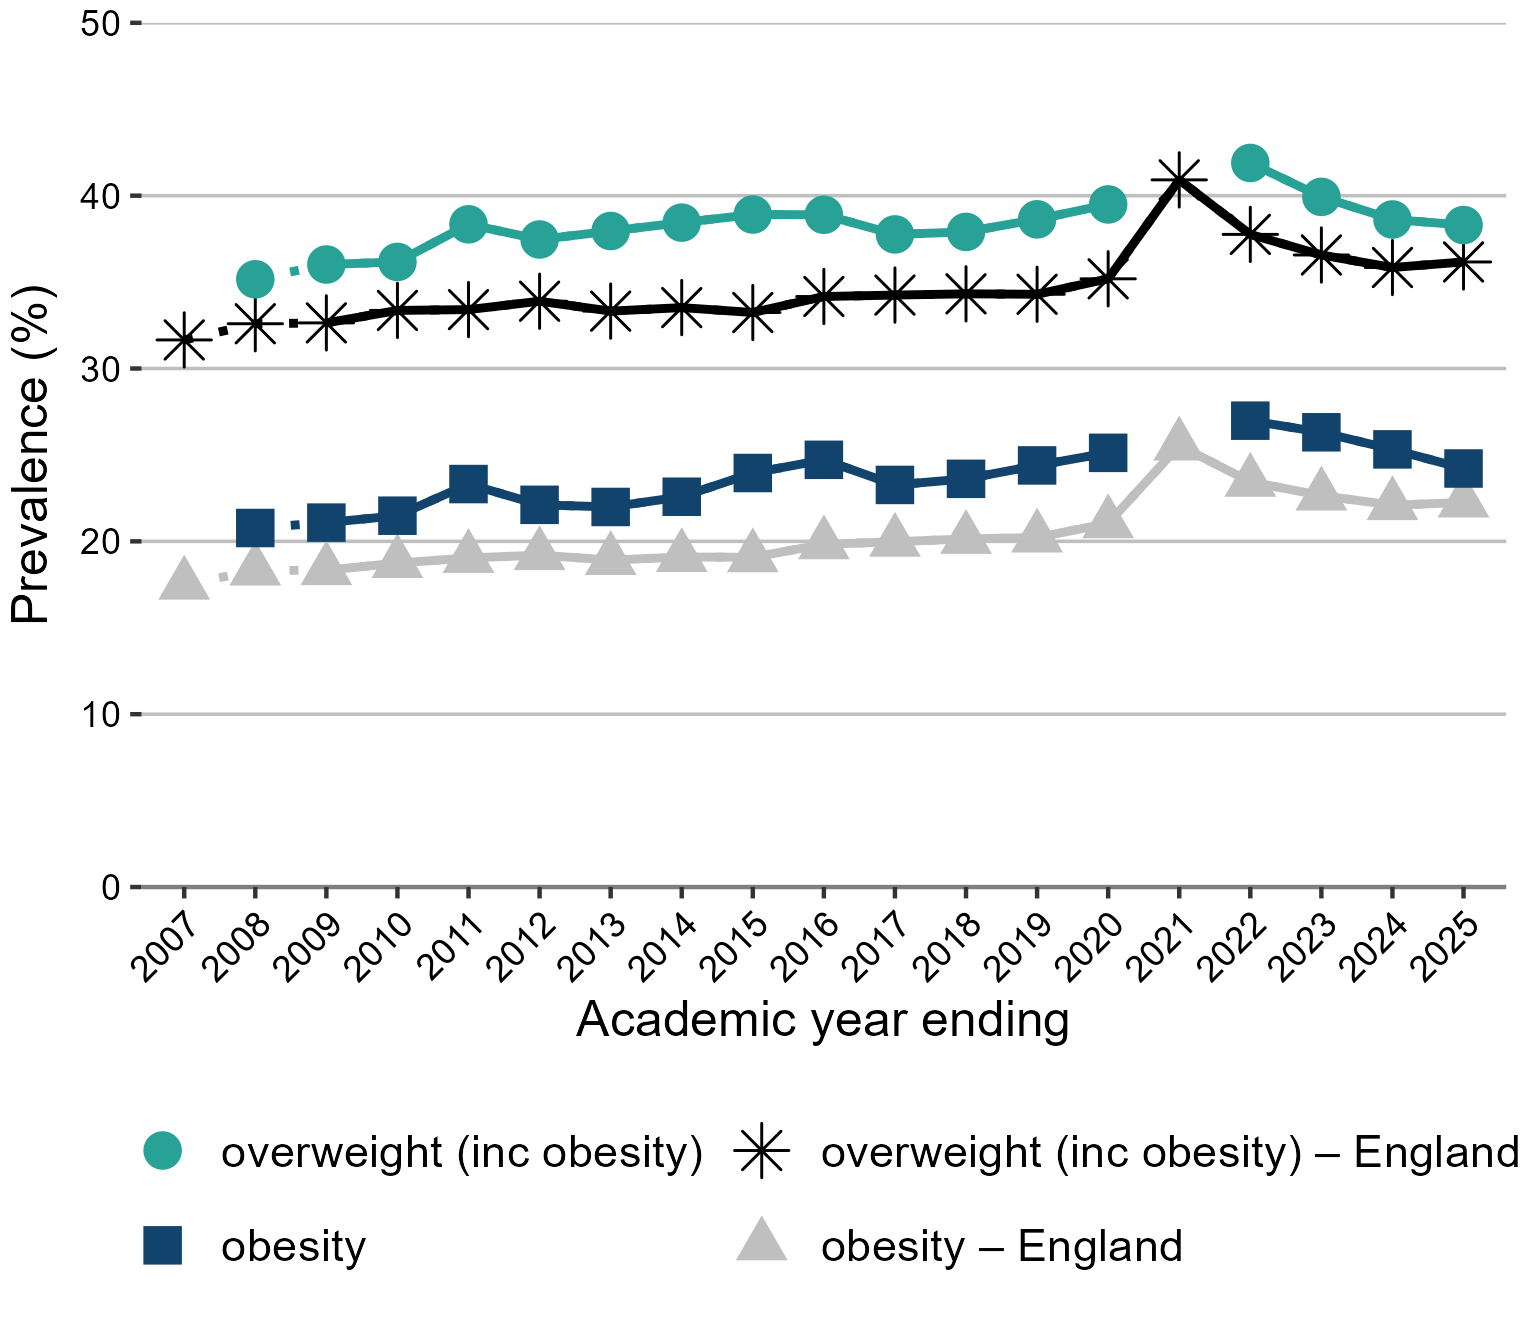 50
40
30
20
10
0
Prevalence (%)
2007 2008 2009 2010 2011 2012 2013 2014 2015 2016 2017 2018 2019 2020 2021 2022 2023 2024 2025
Academic year ending
overweight (inc obesity) overweight (inc obesity) – England
obesity obesity – England